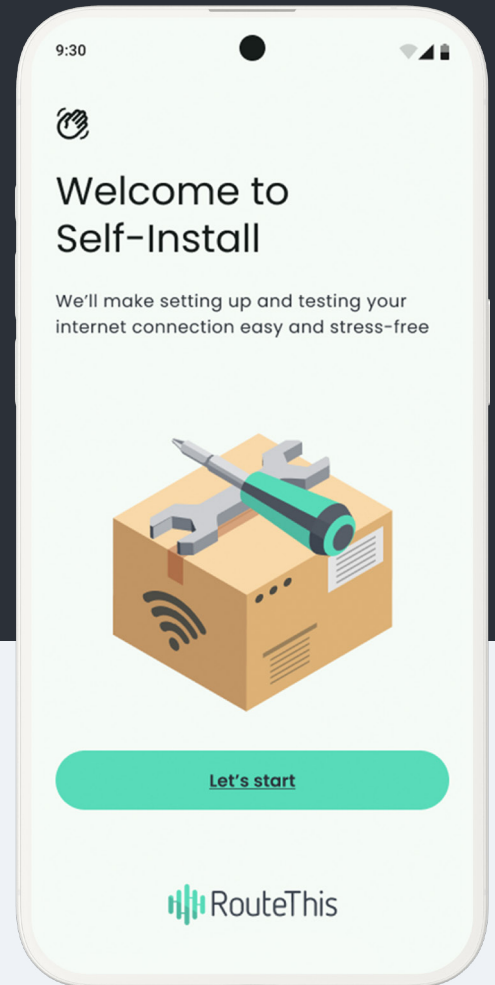 9:30
Welcome to
Self-Install
We'll make setting up and testing your
internet connection easy and stress-free
Let's start
RouteThis